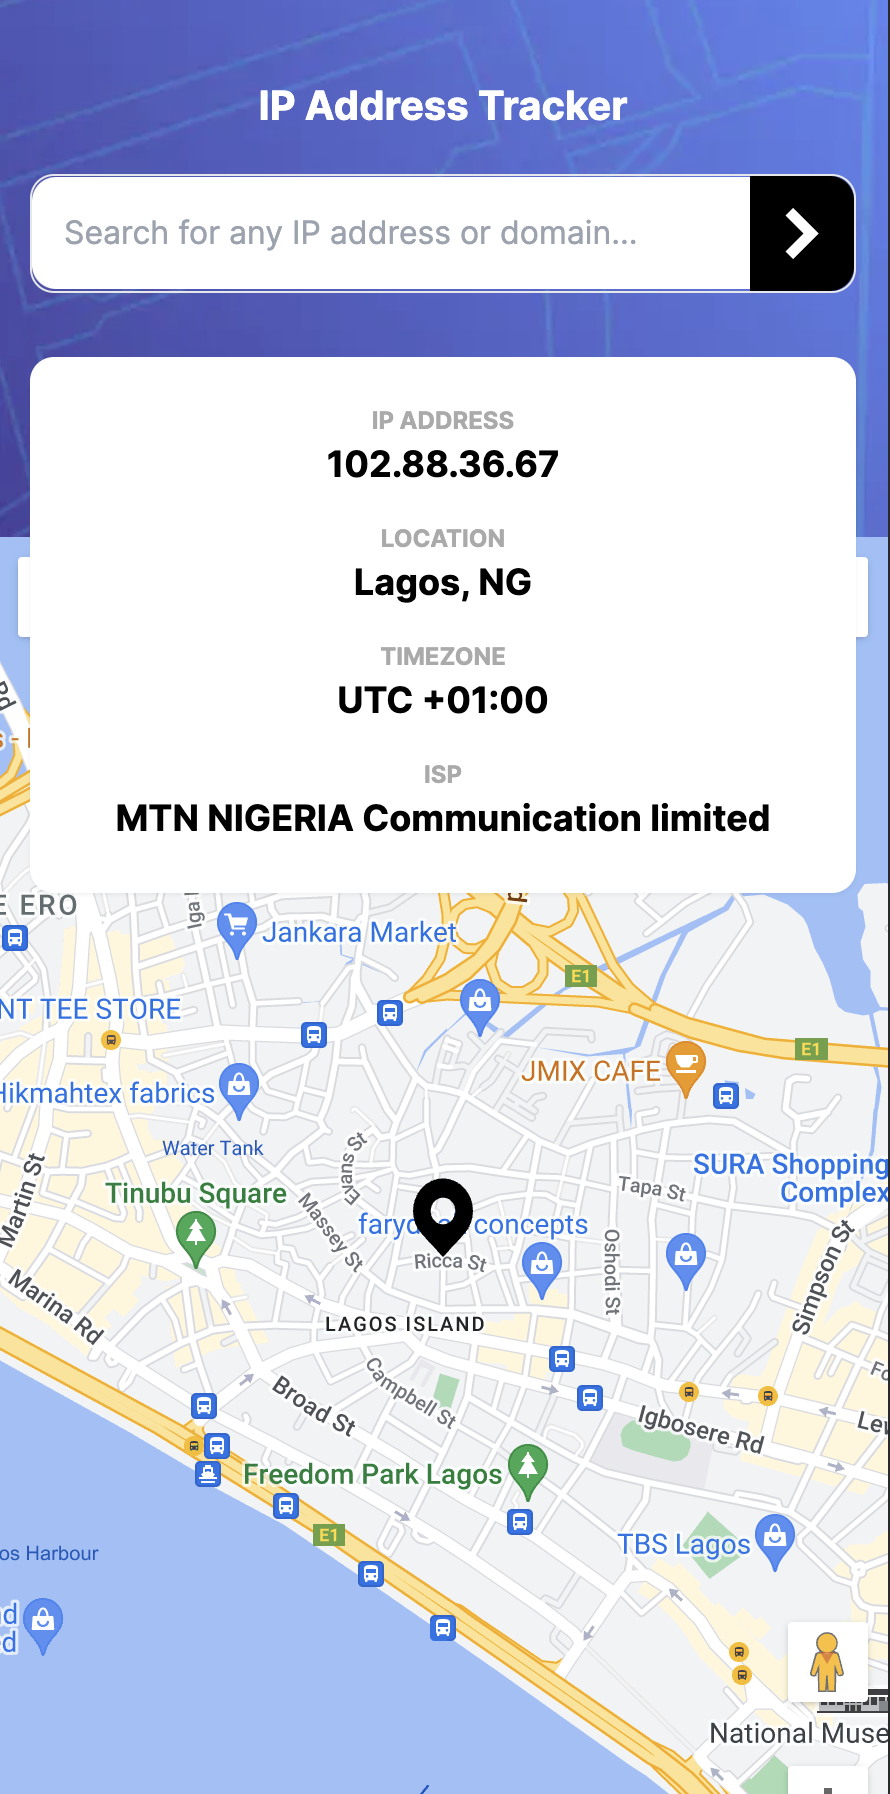 IP Address Tracker
Search for any IP address or domain...
IP ADDRESS
102.88.36.67
LOCATION
Lagos, NG
TIMEZONE
UTC +01:00
ISP
MTN NIGERIA Communication limited
Rd
E ERO
Iga
Jankara Market
E1
NT TEE STORE
E1
JMIX CAFE
Hikmahtex fabrics
Water Tank
Evans St
SURA Shopping
Complex
Tinubu Square
Tapa St
Martin St
Massey St
concepts
Ricca St
Oshodi St
Simpson St
Marina Rd
LAGOS ISLAND
Campbell St
Broad St
Igbosere Rd
Freedom Park Lagos
E1
TBS Lagos
os Harbour
National Muse